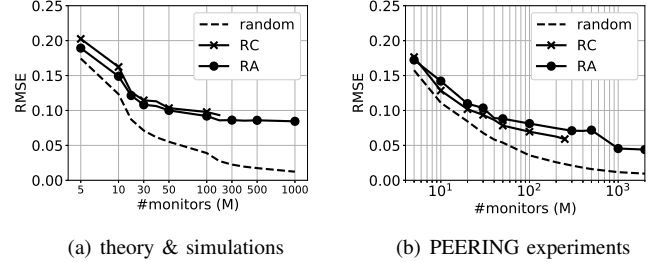 0.25
0.20
0.15
0.10
0.05
0.00
RMSE
random
RC
RA
5 10 30 50 100 300 500 1000
#monitors (M)
(a) theory & simulations
0.25
0.20
0.15
0.10
0.05
0.00
RMSE
random
RC
RA
10¹ 10² 10³
#monitors (M)
(b) PEERING experiments